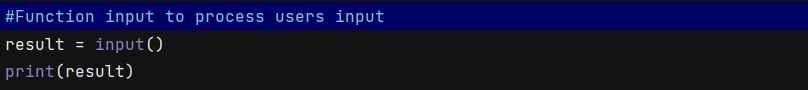 #Function input to process users input
result = input()
print(result)